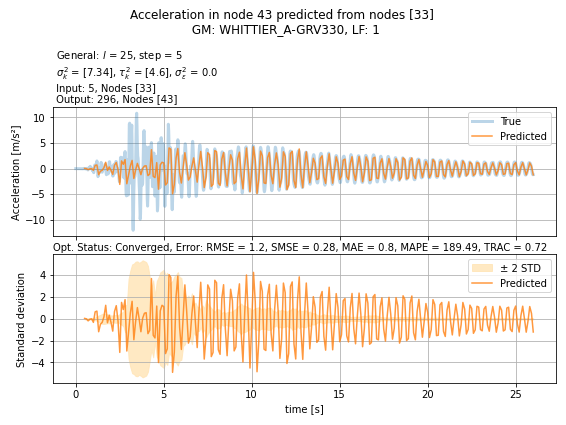 Acceleration in node 43 predicted from nodes [33]
GM: WHITTIER_A-GRV330, LF: 1
General: l = 25, step = 5
σ²ₖ = [7.34], τ²ₖ = [4.6], σ²ε = 0.0
Input: 5, Nodes [33]
Output: 296, Nodes [43]
Acceleration [m/s²]
10
5
0
−5
−10
True
Predicted
Opt. Status: Converged, Error: RMSE = 1.2, SMSE = 0.28, MAE = 0.8, MAPE = 189.49, TRAC = 0.72
Standard deviation
4
2
0
−2
−4
± 2 STD
Predicted
0 5 10 15 20 25
time [s]